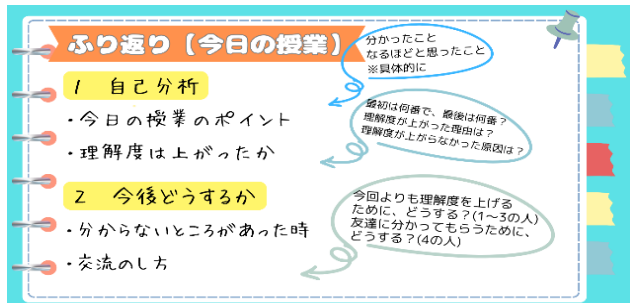 ふり返り【今日の授業】
1 自己分析
・今日の授業のポイント
・理解度は上がったか
2 今後どうするか
・分からないところがあった時
・交流のし方
分かったこと
なるほどと思ったこと
※具体的に
最初は何番で、最後は何番?
理解度が上がった理由は?
理解度が上がらなかった原因は?
今回よりも理解度を上げる
ために、どうする?(1~3の人)
友達に分かってもらうために、
どうする?(4の人)